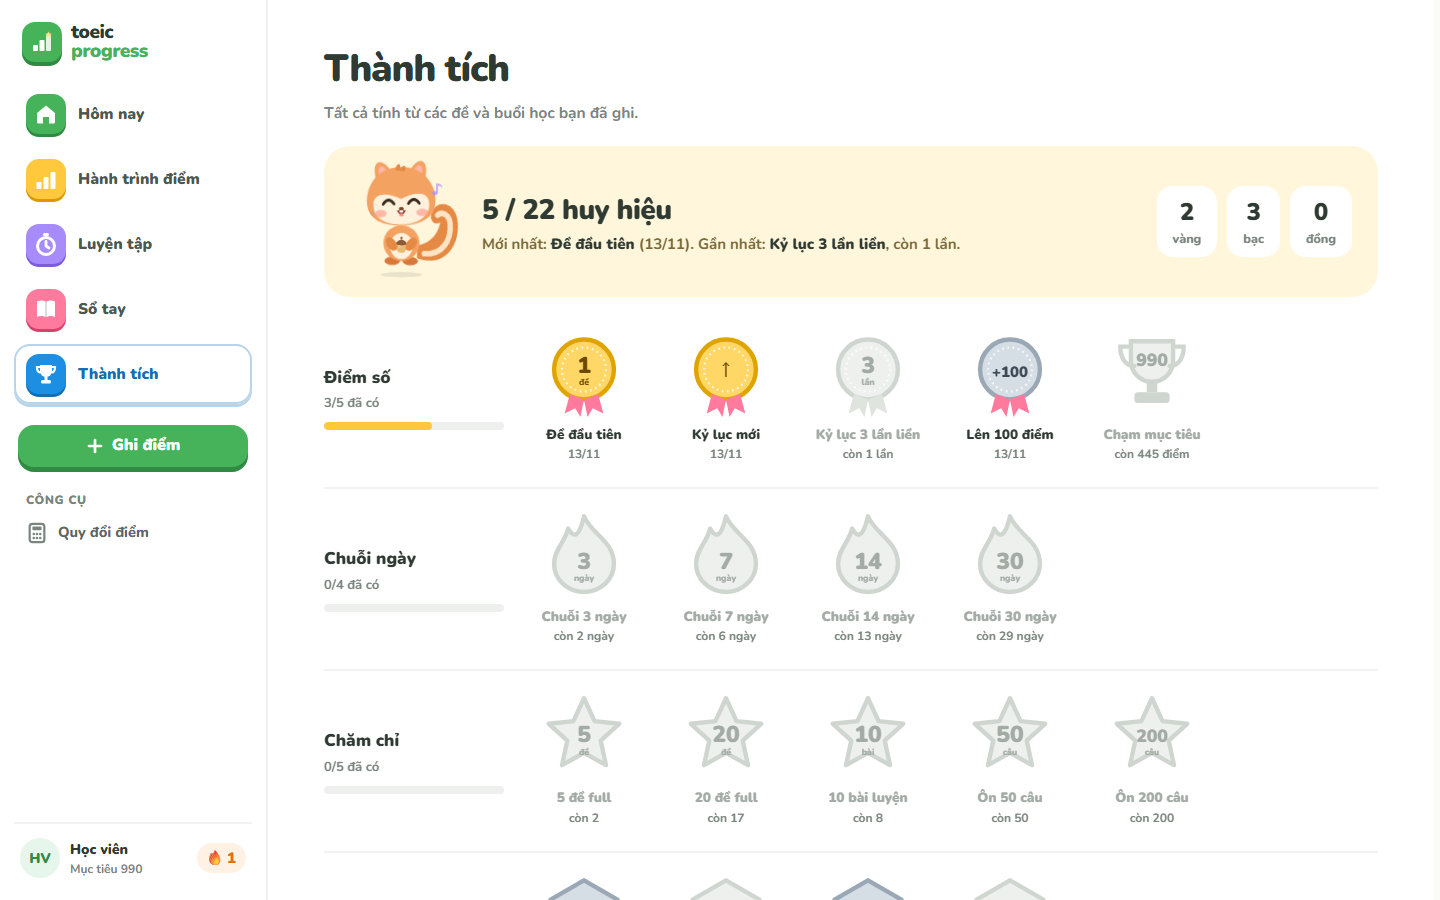 toeic
progress
Hôm nay
Hành trình điểm
Luyện tập
Sổ tay
Thành tích
Ghi điểm
CÔNG CỤ
Quy đổi điểm
HV
Học viên
Mục tiêu 990
1
Thành tích
Tất cả tính từ các đề và buổi học bạn đã ghi.
5 / 22 huy hiệu
Mới nhất: Đề đầu tiên (13/11). Gần nhất: Kỷ lục 3 lần liền, còn 1 lần.
2
vàng
3
bạc
0
đồng
Điểm số
3/5 đã có
1
đề
Đề đầu tiên
13/11
↑
Kỷ lục mới
13/11
3
lần
Kỷ lục 3 lần liền
còn 1 lần
+100
Lên 100 điểm
13/11
990
Chạm mục tiêu
còn 445 điểm
Chuỗi ngày
0/4 đã có
3
ngày
Chuỗi 3 ngày
còn 2 ngày
7
ngày
Chuỗi 7 ngày
còn 6 ngày
14
ngày
Chuỗi 14 ngày
còn 13 ngày
30
ngày
Chuỗi 30 ngày
còn 29 ngày
Chăm chỉ
0/5 đã có
5
đề
5 đề full
còn 2
20
đề
20 đề full
còn 17
10
bài
10 bài luyện
còn 8
50
câu
Ôn 50 câu
còn 50
200
câu
Ôn 200 câu
còn 200